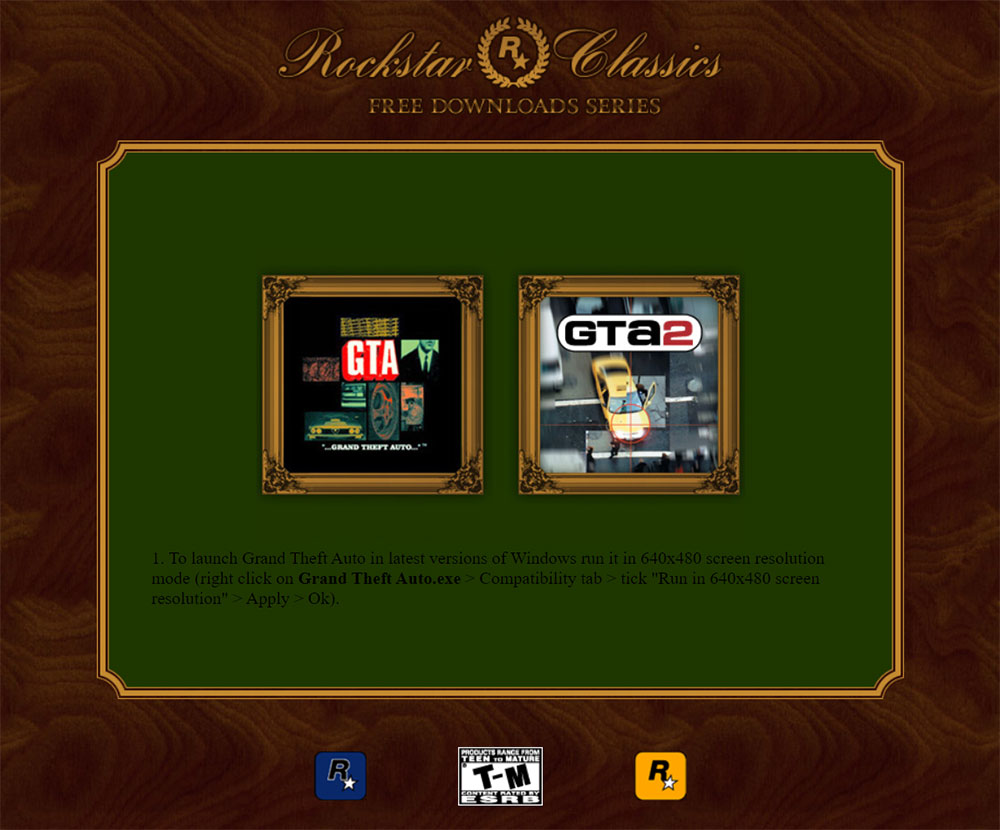 Rockstar R Classics
FREE DOWNLOADS SERIES
GTA
"...GRAND THEFT AUTO..." ™
GTA2
1. To launch Grand Theft Auto in latest versions of Windows run it in 640x480 screen resolution
mode (right click on Grand Theft Auto.exe > Compatibility tab > tick "Run in 640x480 screen
resolution" > Apply > Ok).
R
PRODUCTS RANGE FROM
TEEN TO MATURE
T-M
CONTENT RATED BY
ESRB
R